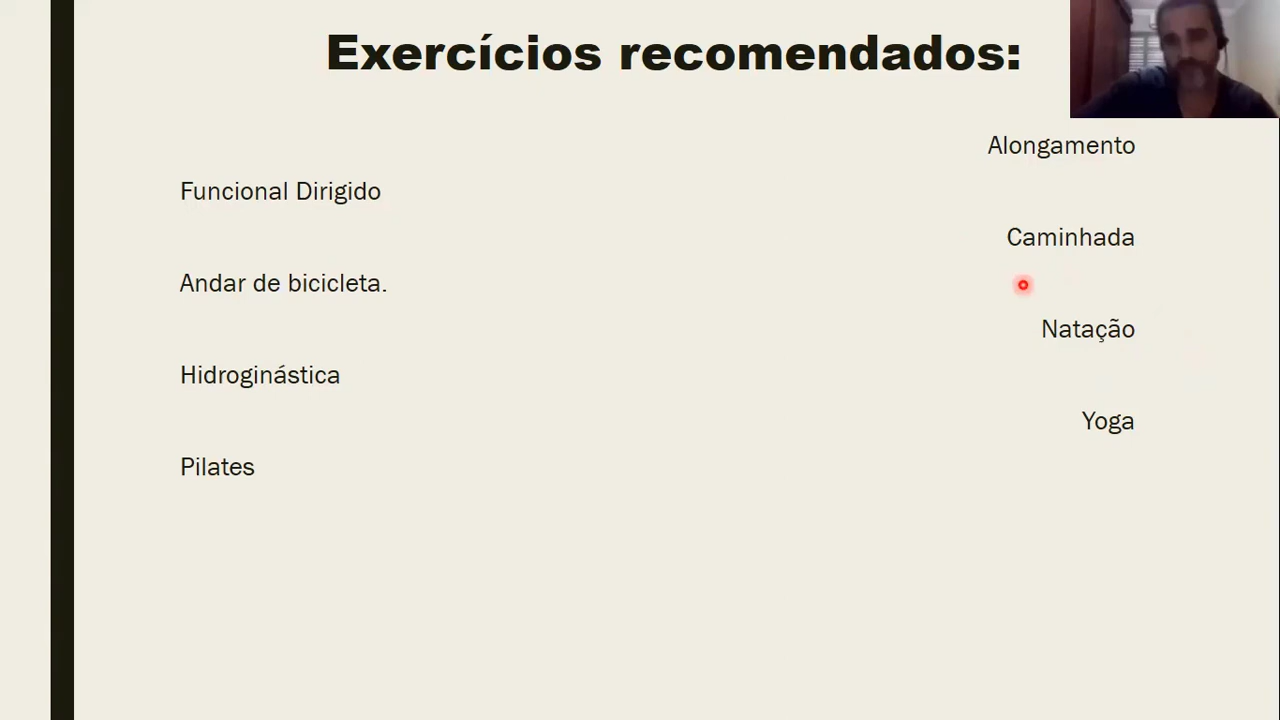 Exercícios recomendados:
Alongamento
Funcional Dirigido
Caminhada
Andar de bicicleta.
Natação
Hidroginástica
Yoga
Pilates